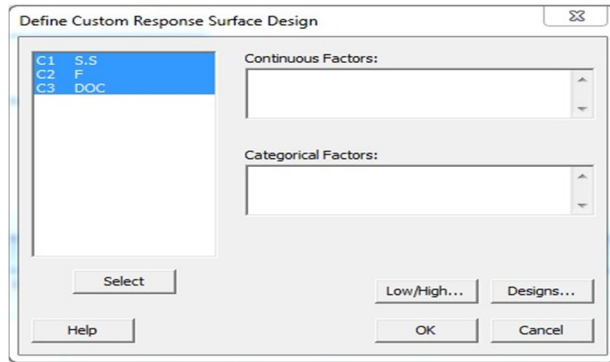 Define Custom Response Surface Design
C1 S.S
C2 F
C3 DOC
Continuous Factors:
Categorical Factors:
Select
Low/High...
Designs...
Help
OK
Cancel